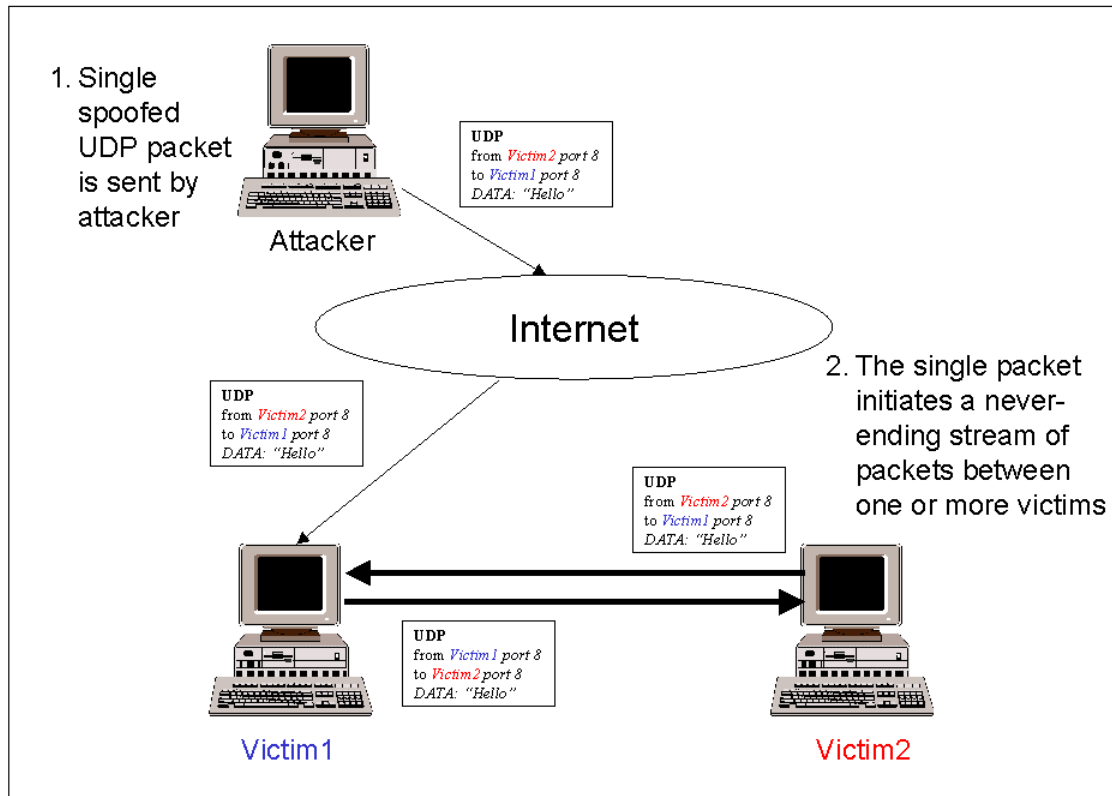 1. Single
spoofed
UDP packet
is sent by
attacker
Attacker
UDP
from Victim2 port 8
to Victim1 port 8
DATA: “Hello”
Internet
UDP
from Victim2 port 8
to Victim1 port 8
DATA: “Hello”
2. The single packet
initiates a never-
ending stream of
packets between
one or more victims
UDP
from Victim2 port 8
to Victim1 port 8
DATA: “Hello”
UDP
from Victim1 port 8
to Victim2 port 8
DATA: “Hello”
Victim1
Victim2